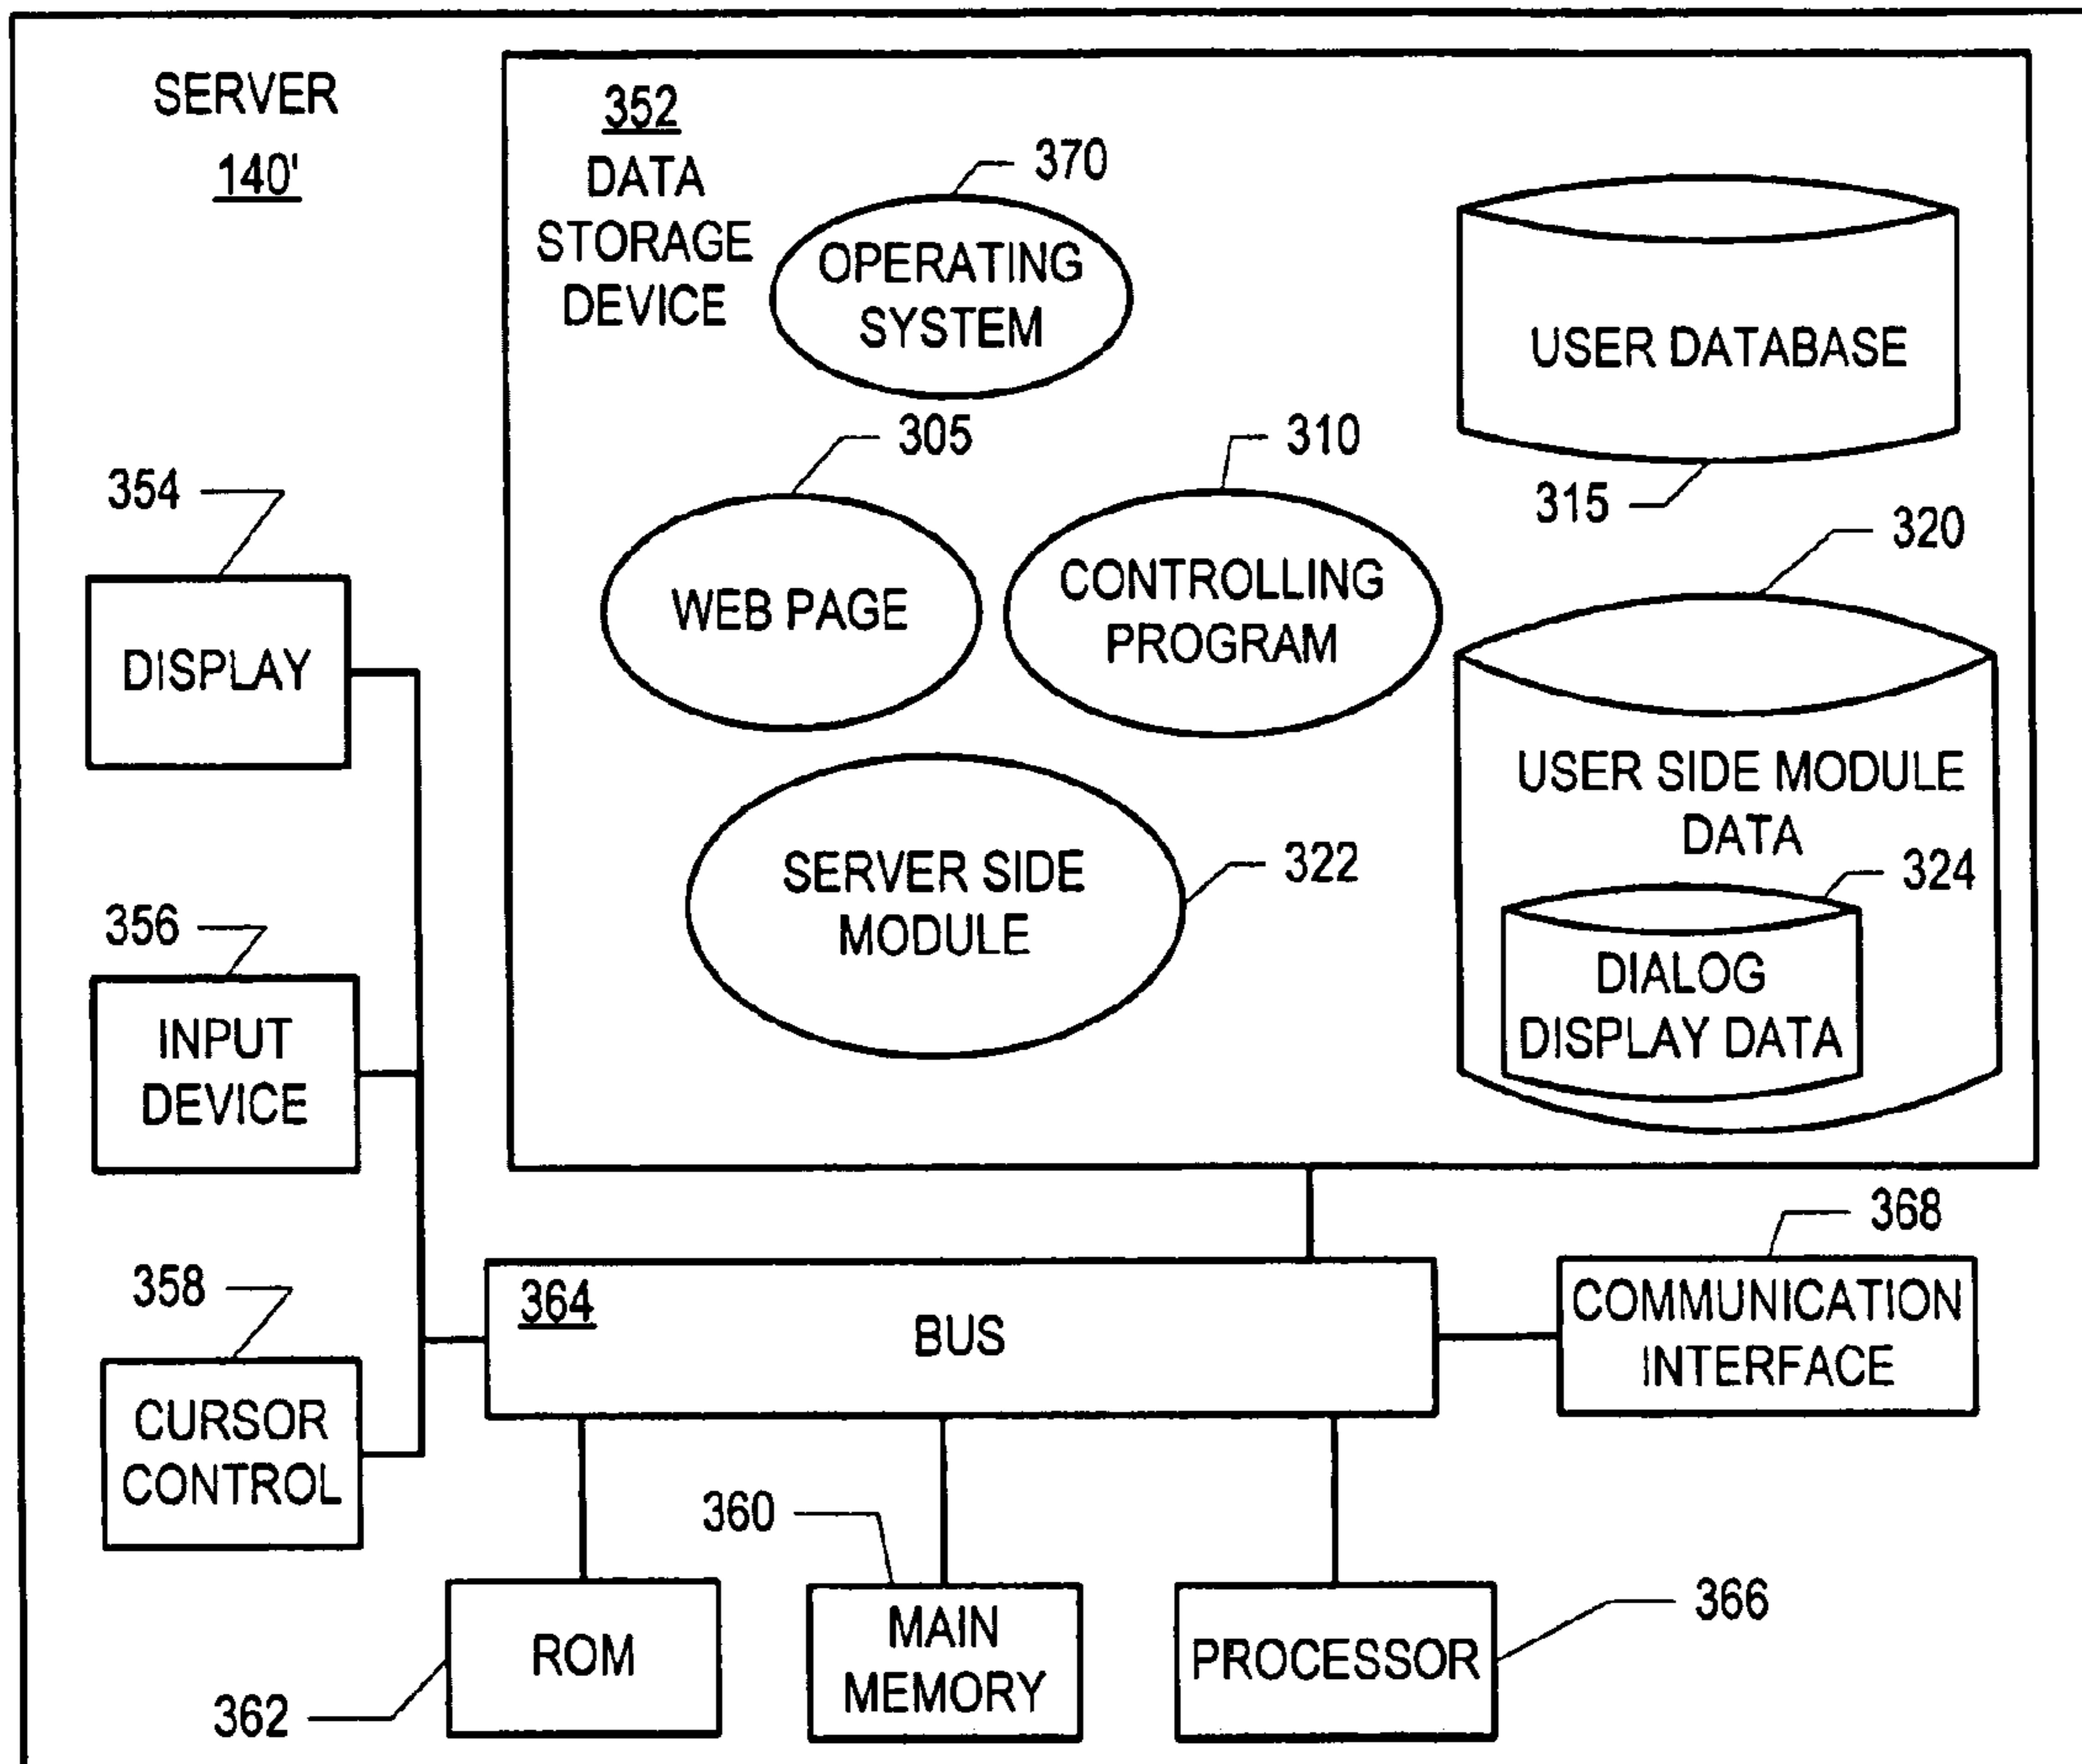 SERVER
140'
352
DATA
STORAGE
DEVICE
370
OPERATING
SYSTEM
USER DATABASE
315
305
WEB PAGE
310
CONTROLLING
PROGRAM
320
USER SIDE MODULE
DATA
324
DIALOG
DISPLAY DATA
SERVER SIDE
MODULE
322
354
DISPLAY
356
INPUT
DEVICE
358
CURSOR
CONTROL
364
BUS
368
COMMUNICATION
INTERFACE
362
ROM
360
MAIN
MEMORY
366
PROCESSOR